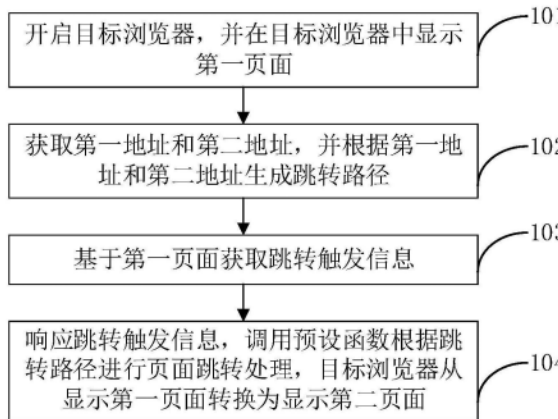 开启目标浏览器，并在目标浏览器中显示
第一页面
101
获取第一地址和第二地址，并根据第一地
址和第二地址生成跳转路径
102
基于第一页面获取跳转触发信息
103
响应跳转触发信息，调用预设函数根据跳
转路径进行页面跳转处理，目标浏览器从
显示第一页面转换为显示第二页面
104